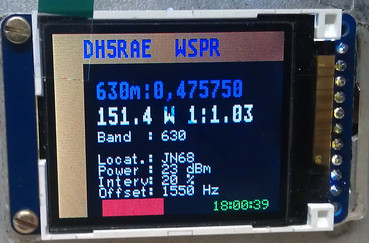 DH5RAE WSPR
630m:0,475750
151.4 W 1:1.03
Band : 630
Locat.: JN68
Power : 23 dBm
Interv: 20 %
Offset: 1550 Hz
18:00:39